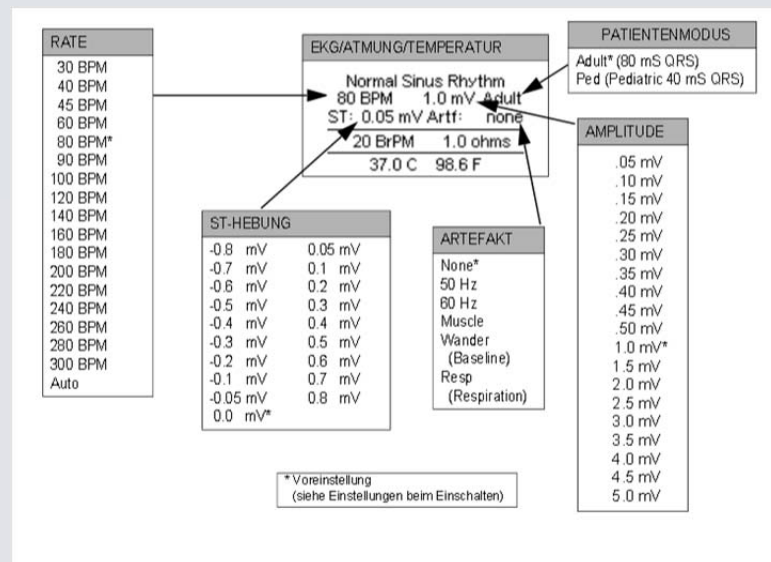 RATE
30 BPM
40 BPM
45 BPM
60 BPM
80 BPM*
90 BPM
100 BPM
120 BPM
140 BPM
160 BPM
180 BPM
200 BPM
220 BPM
240 BPM
260 BPM
280 BPM
300 BPM
Auto
EKG/ATMUNG/TEMPERATUR
Normal Sinus Rhythm
80 BPM 1.0 mV Adult
ST: 0.05 mV Artf: none
20 BrPM 1.0 ohms
37.0 C 98.6 F
PATIENTENMODUS
Adult* (80 mS QRS)
Ped (Pediatric 40 mS QRS)
AMPLITUDE
.05 mV
.10 mV
.15 mV
.20 mV
.25 mV
.30 mV
.35 mV
.40 mV
.45 mV
.50 mV
1.0 mV*
1.5 mV
2.0 mV
2.5 mV
3.0 mV
3.5 mV
4.0 mV
4.5 mV
5.0 mV
ST-HEBUNG
-0.8 mV 0.05 mV
-0.7 mV 0.1 mV
-0.6 mV 0.2 mV
-0.5 mV 0.3 mV
-0.4 mV 0.4 mV
-0.3 mV 0.5 mV
-0.2 mV 0.6 mV
-0.1 mV 0.7 mV
-0.05 mV 0.8 mV
0.0 mV*
ARTEFAKT
None*
50 Hz
60 Hz
Muscle
Wander
(Baseline)
Resp
(Respiration)
* Voreinstellung
(siehe Einstellungen beim Einschalten)